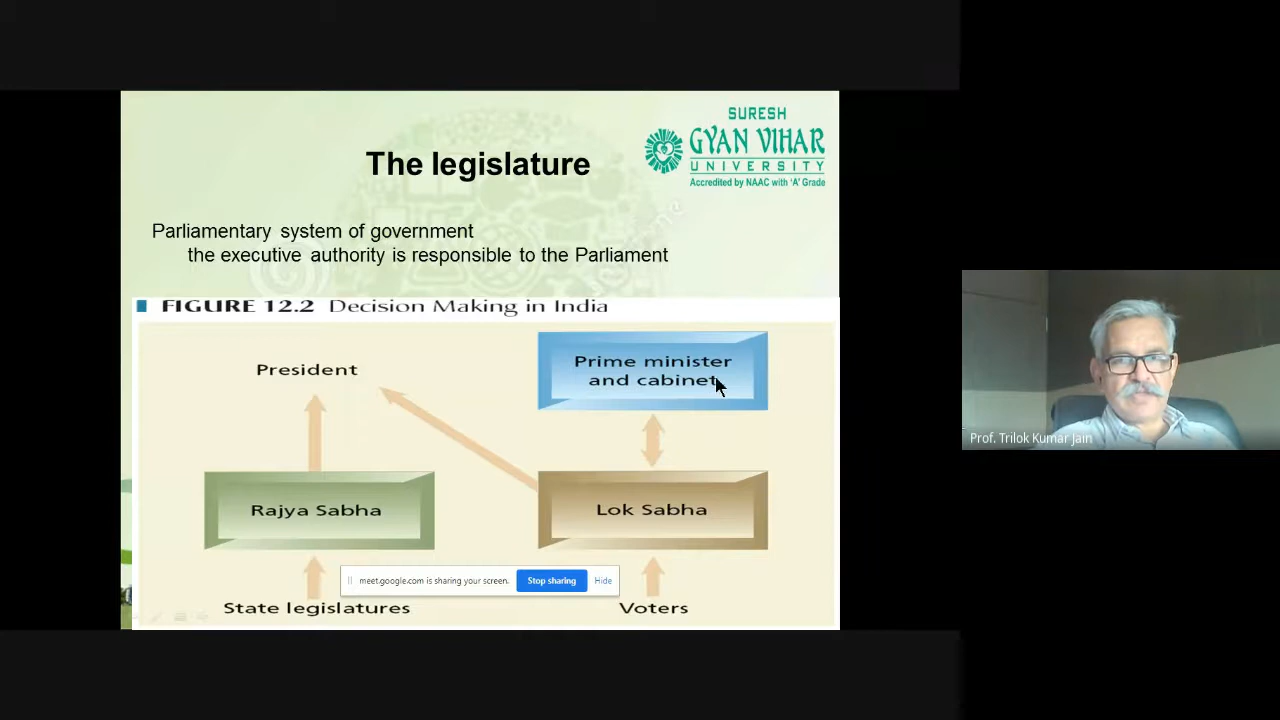 SURESH
GYAN VIHAR
UNIVERSITY
Accredited by NAAC with 'A' Grade
The legislature
Parliamentary system of government
the executive authority is responsible to the Parliament
FIGURE 12.2 Decision Making in India
President
Prime minister
and cabinet
Rajya Sabha
Lok Sabha
meet.google.com is sharing your screen.
Stop sharing
Hide
State legislatures
Voters
Prof. Trilok Kumar Jain